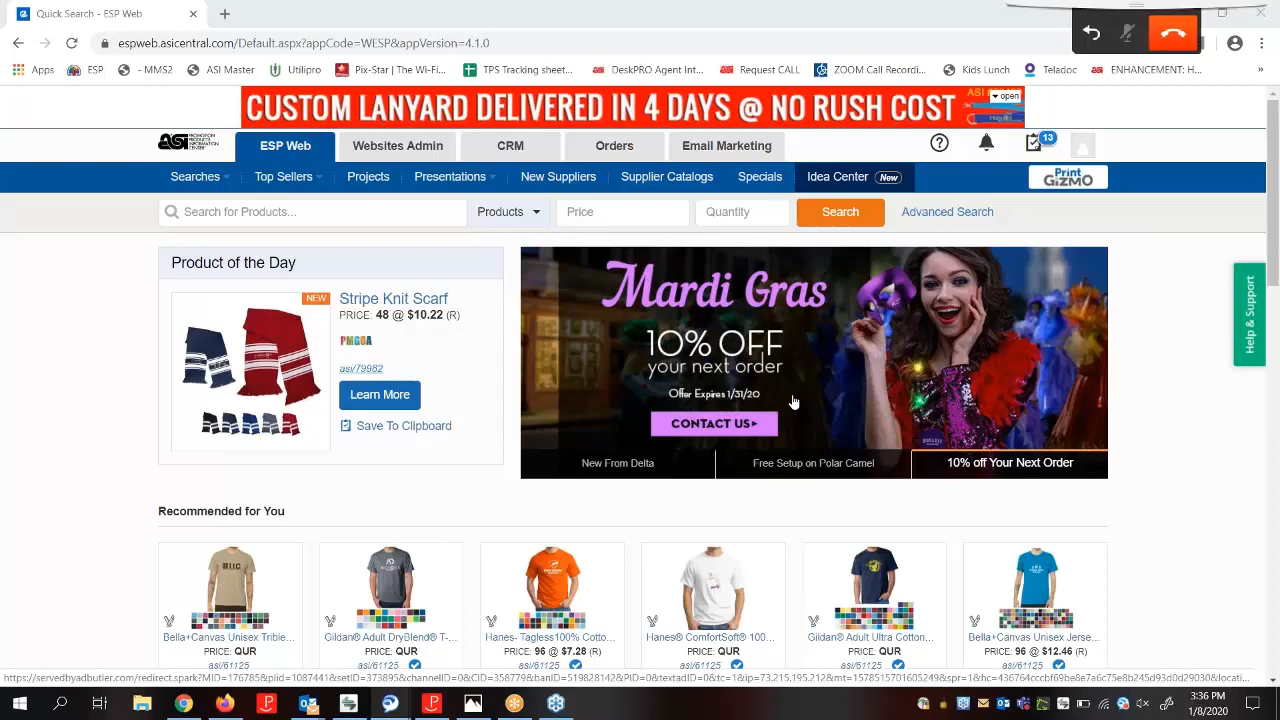 Quick Search - ESP Web
espweb.asicentral.com/Default.aspx?appCode=WESP&appVersion=4.1.0
Apps ESP - MMS2 ASI Master Utilipro Pix-Star | The Wi-Fi... TPS Tracking sheet... DeskPRO Agent Int... Request CALL ZOOM Call Recordi... Kids Lunch Teladoc ENHANCEMENT: H... »
CUSTOM LANYARD DELIVERED IN 4 DAYS @ NO RUSH COST
open
asi PROMOTION PRODUCTS INFORMATION CENTER
ESP Web Websites Admin CRM Orders Email Marketing 13
Searches Top Sellers Projects Presentations New Suppliers Supplier Catalogs Specials Idea Center New Print GIZMO
Search for Products... Products Price Quantity Search Advanced Search
Product of the Day
NEW
Stripe Knit Scarf
PRICE: 48 @ $10.22 (R)
PMGOA
asi/79982
Learn More
Save To Clipboard
Mardi Gras
10% OFF
your next order
Offer Expires 1/31/20
CONTACT US
New From Delta Free Setup on Polar Camel 10% off Your Next Order
Help & Support
Recommended for You
Bella+Canvas Unisex Trible... Gildan® Adult DryBlend® T-... Hanes- Tagless100% Cotto... Hanes® ComfortSoft® 100... Gildan® Adult Ultra Cotton... Bella+Canvas Unisex Jerse...
PRICE: QUR PRICE: QUR PRICE: 96 @ $7.28 (R) PRICE: QUR PRICE: QUR PRICE: 96 @ $12.46 (R)
asi/61125 asi/61125 asi/61125 asi/61125 asi/61125 asi/61125
3:36 PM
1/8/2020